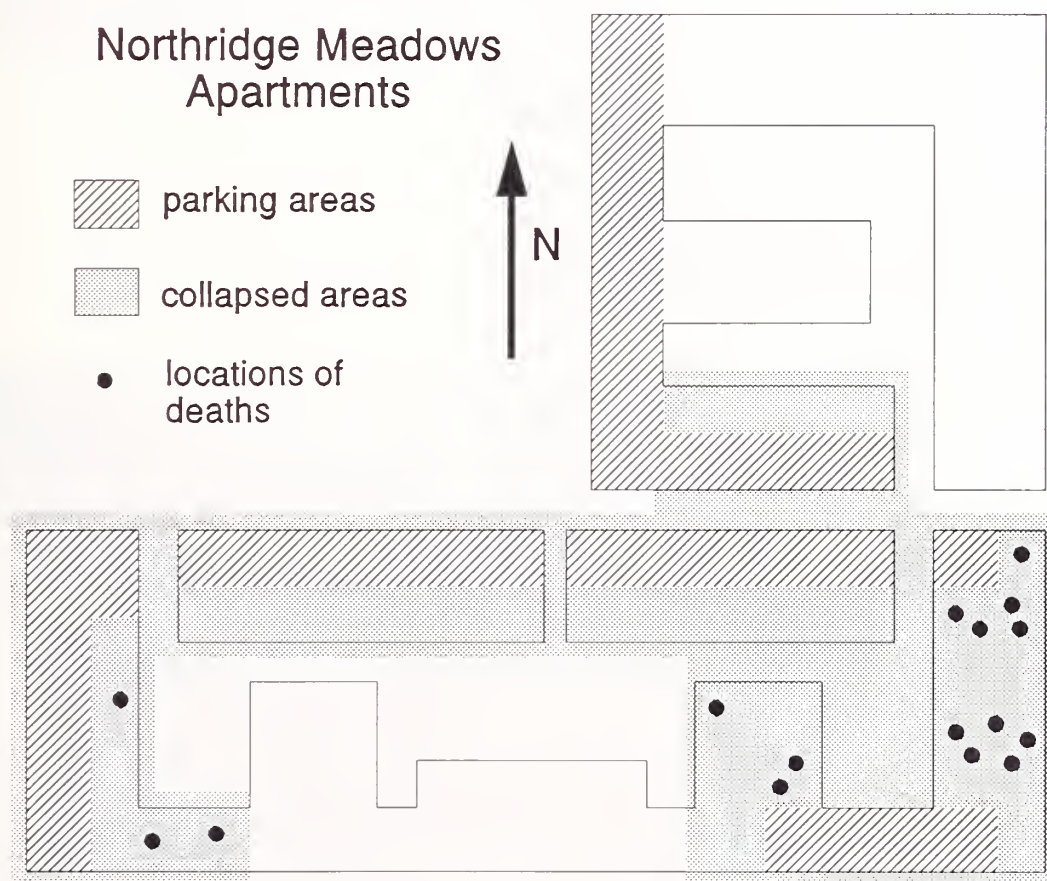 Northridge Meadows
Apartments
parking areas
N
collapsed areas
locations of
deaths